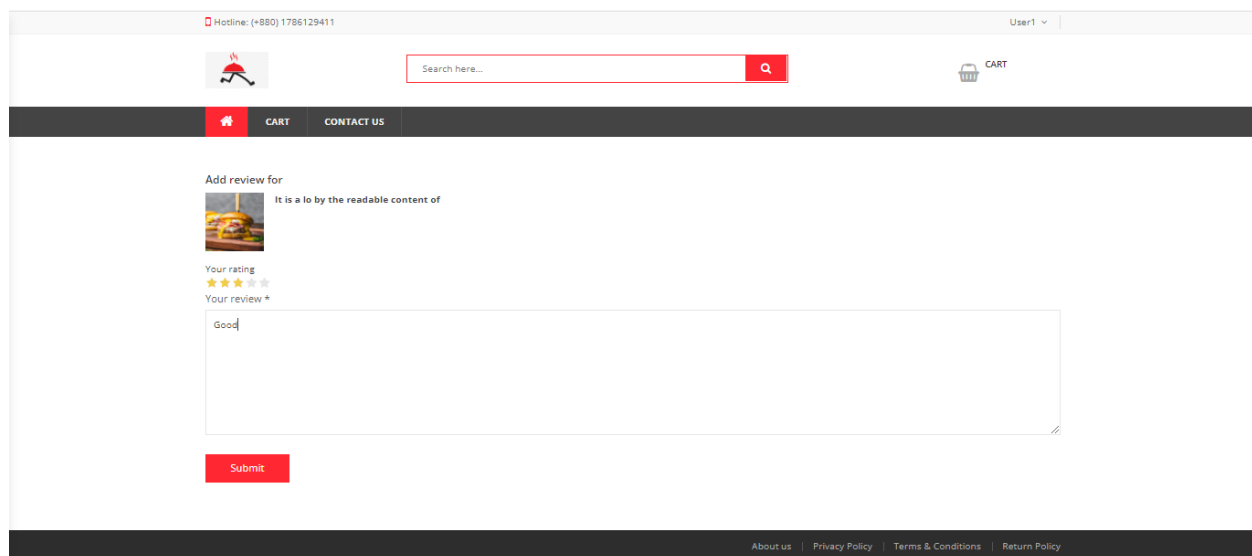 Hotline: (+880) 1786129411
User1
Search here...
CART
CART
CONTACT US
Add review for
It is a lo by the readable content of
Your rating
Your review *
Good
Submit
About us | Privacy Policy | Terms & Conditions | Return Policy